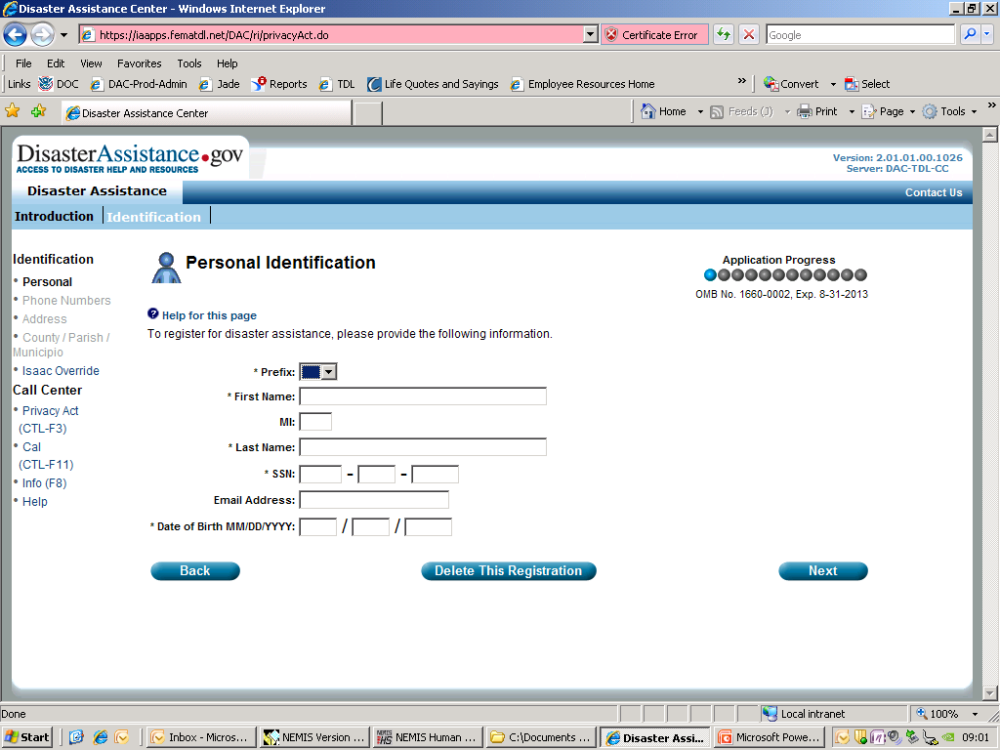 Disaster Assistance Center - Windows Internet Explorer
https://iaapps.fematdl.net/DAC/ri/privacyAct.do
Certificate Error
Google
File Edit View Favorites Tools Help
Links DOC DAC-Prod-Admin Jade Reports TDL Life Quotes and Sayings Employee Resources Home » Convert Select
Disaster Assistance Center
Home Feeds (J) Print Page Tools »
DisasterAssistance.gov
ACCESS TO DISASTER HELP AND RESOURCES
Version: 2.01.01.00.1026
Server: DAC-TDL-CC
Disaster Assistance
Contact Us
Introduction Identification
Identification
• Personal
• Phone Numbers
• Address
• County / Parish /
Municipio
• Isaac Override
Call Center
• Privacy Act
(CTL-F3)
• Cal
(CTL-F11)
• Info (F8)
• Help
Personal Identification
Application Progress
OMB No. 1660-0002, Exp. 8-31-2013
? Help for this page
To register for disaster assistance, please provide the following information.
* Prefix:
* First Name:
MI:
* Last Name:
* SSN: - -
Email Address:
* Date of Birth MM/DD/YYYY: / /
Back
Delete This Registration
Next
Done
Local intranet
100%
Start
Inbox - Micros...
NEMIS Version ...
NEMIS Human ...
C:\Documents ...
Disaster Assi...
Microsoft Powe...
09:01